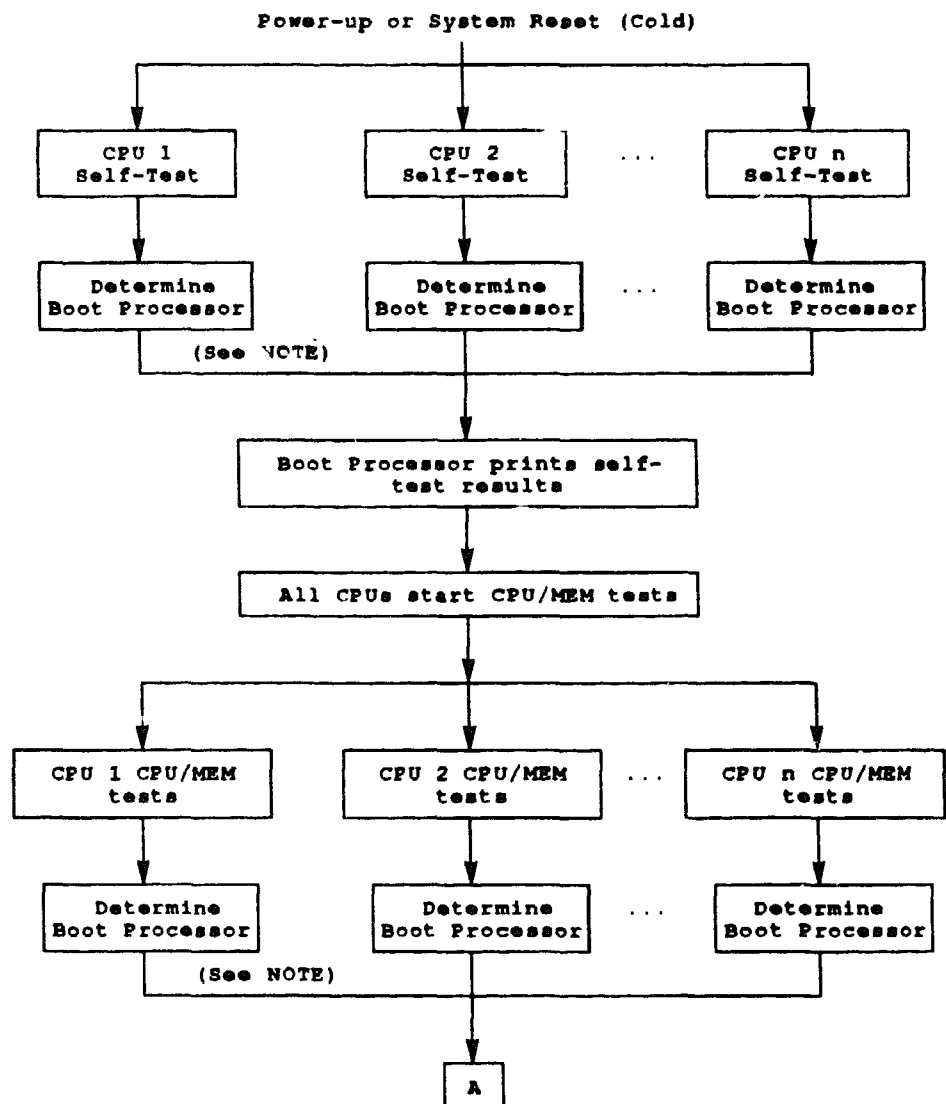 Power-up or System Reset (Cold)
CPU 1
Self-Test
CPU 2
Self-Test
...
CPU n
Self-Test
Determine
Boot Processor
Determine
Boot Processor
...
Determine
Boot Processor
(See NOTE)
Boot Processor prints self-
test results
All CPUs start CPU/MEM tests
CPU 1 CPU/MEM
tests
CPU 2 CPU/MEM
tests
...
CPU n CPU/MEM
tests
Determine
Boot Processor
Determine
Boot Processor
...
Determine
Boot Processor
(See NOTE)
A